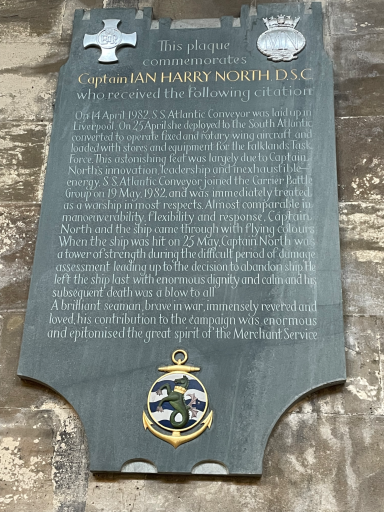 This plaque
commemorates
Captain IAN HARRY NORTH D.S.C.
who received the following citation
On 14 April 1982, S.S. Atlantic Conveyor was laid up in
Liverpool. On 25 April she deployed to the South Atlantic
converted to operate fixed and rotary wing aircraft and
loaded with stores and equipment for the Falklands Task
Force. This astonishing feat was largely due to Captain
North's innovation, leadership and inexhaustible
energy. S.S. Atlantic Conveyor joined the Carrier Battle
Group on 19 May, 1982, and was immediately treated
as a warship in most respects. Almost comparable in
manoeuverability, flexibility and response, Captain
North and the ship came through with flying colours.
When the ship was hit on 25 May, Captain North was
a tower of strength during the difficult period of damage
assessment leading up to the decision to abandon ship. He
left the ship last with enormous dignity and calm and his
subsequent death was a blow to all.
A brilliant seaman, brave in war, immensely revered and
loved, his contribution to the campaign was enormous
and epitomised the great spirit of the Merchant Service